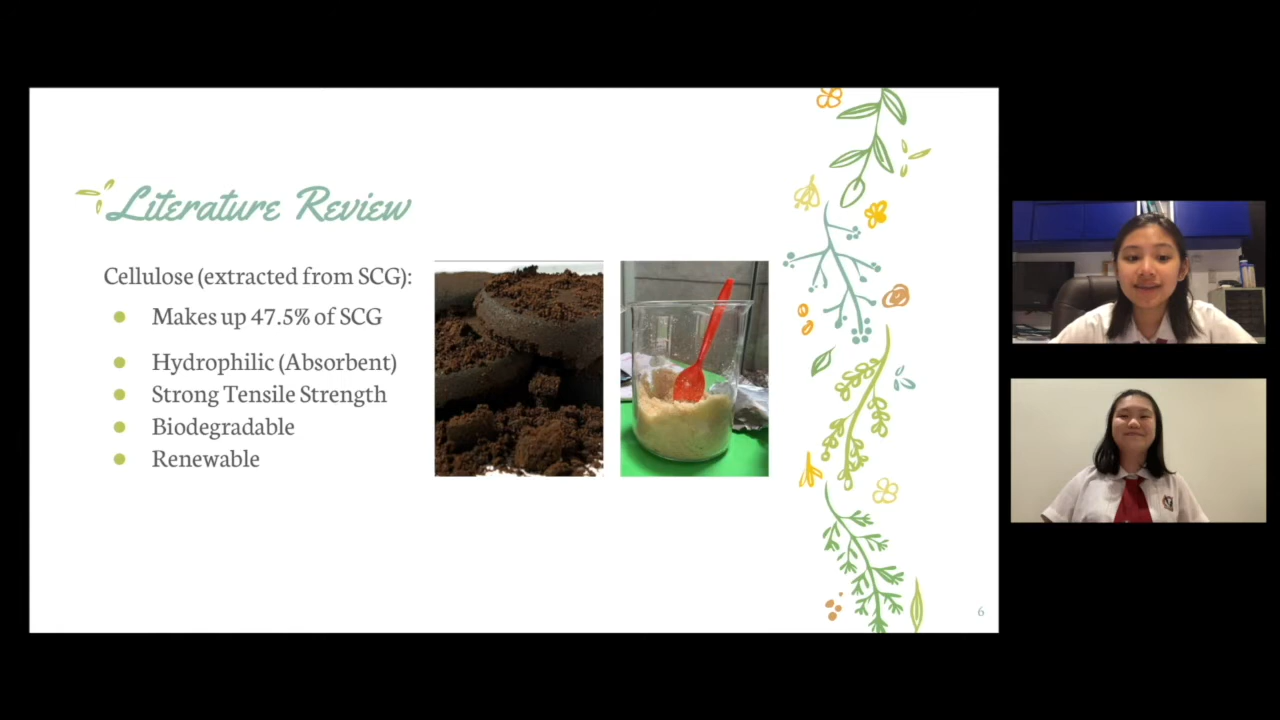 Literature Review
Cellulose (extracted from SCG):
Makes up 47.5% of SCG
Hydrophilic (Absorbent)
Strong Tensile Strength
Biodegradable
Renewable
6